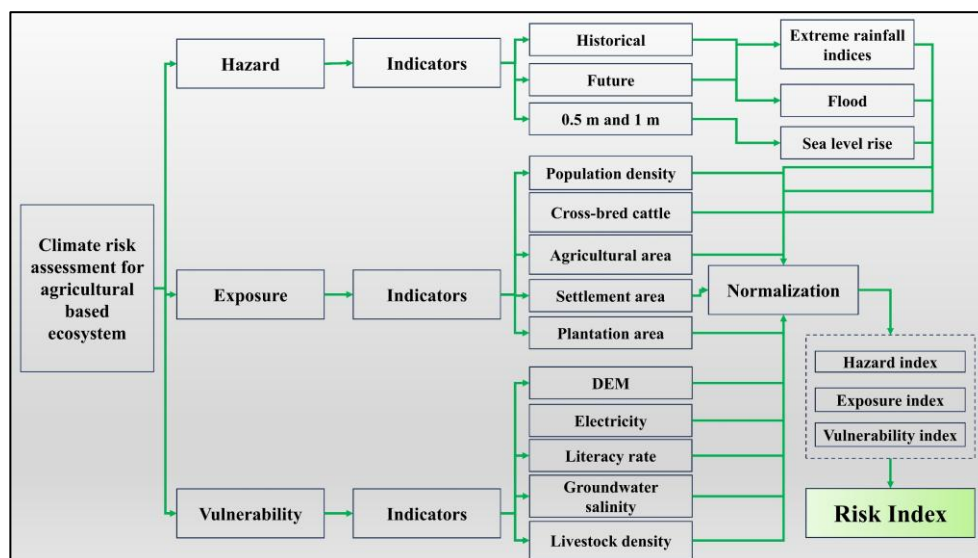 Climate risk
assessment for
agricultural
based
ecosystem
Hazard
Indicators
Historical
Future
0.5 m and 1 m
Extreme rainfall
indices
Flood
Sea level rise
Exposure
Indicators
Population density
Cross-bred cattle
Agricultural area
Settlement area
Plantation area
Vulnerability
Indicators
DEM
Electricity
Literacy rate
Groundwater
salinity
Livestock density
Normalization
Hazard index
Exposure index
Vulnerability index
Risk Index